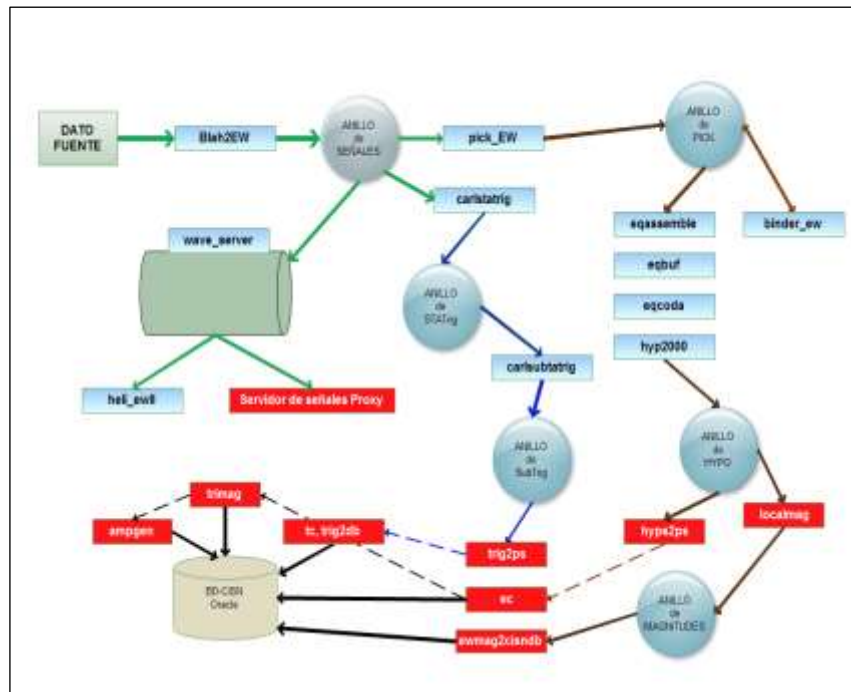 DATO
FUENTE
Blah2EW
ANILLO
de
SEÑALES
pick_EW
ANILLO
de
PICK
carlstatrig
eqassemble
binder_ew
wave_server
eqbuf
ANILLO
de
STATrig
eqcoda
hyp2000
carlsubtatrig
heli_ewII
Servidor de señales Proxy
ANILLO
de
SubTrig
ANILLO
de
HYPO
trimag
localmag
ampgen
tc, trig2db
trig2ps
hyps2ps
BD-CISN
Oracle
ec
ANILLO
de
MAGNITUDES
ewmag2cisndb